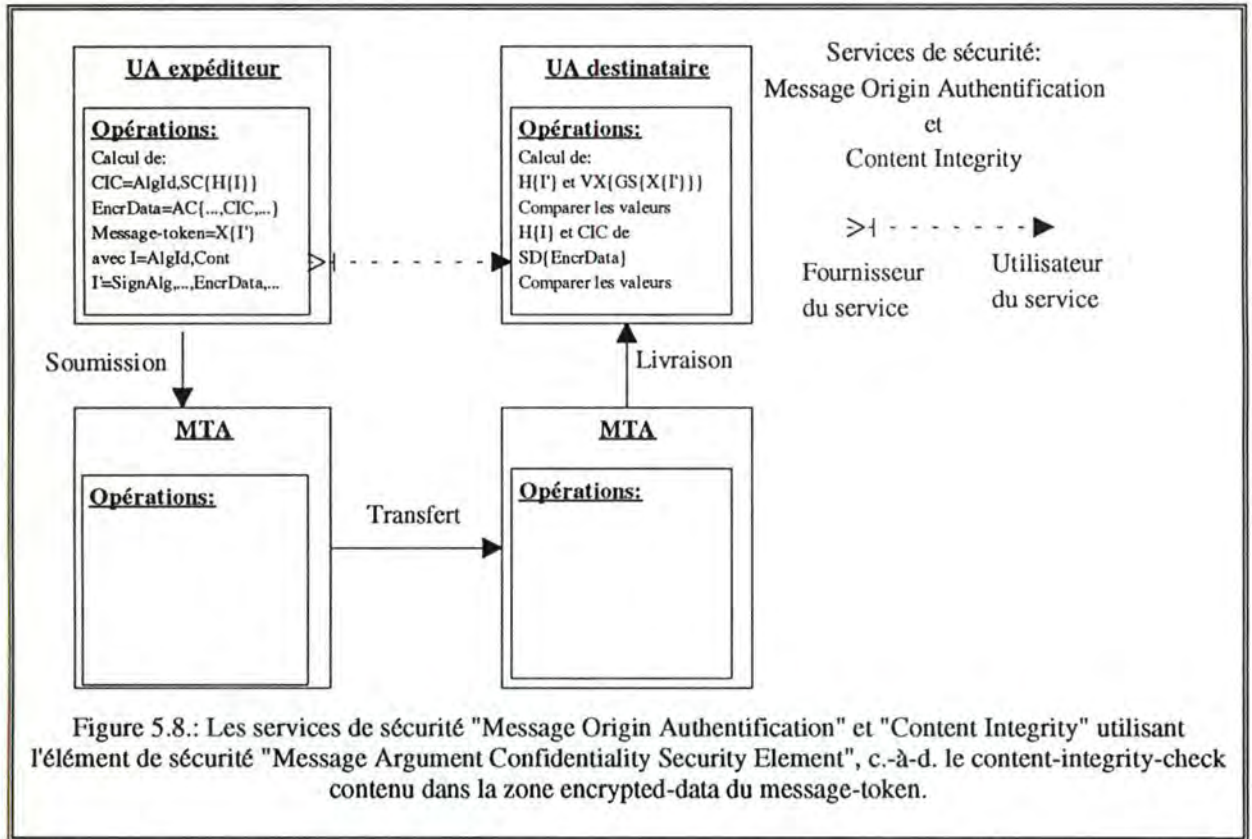 UA expéditeur
Opérations:
Calcul de:
CIC=AlgId,SC{H{I}}
EncrData=AC{...,CIC,...}
Message-token=X{I'}
avec I=AlgId,Cont
I'=SignAlg,...,EncrData,...
UA destinataire
Opérations:
Calcul de:
H{I'} et VX{GS{X{I'}}}
Comparer les valeurs
H{I} et CIC de
SD{EncrData}
Comparer les valeurs
Services de sécurité:
Message Origin Authentification
et
Content Integrity
Fournisseur
du service
Utilisateur
du service
Soumission
Livraison
MTA
Opérations:
Transfert
MTA
Opérations:
Figure 5.8.: Les services de sécurité "Message Origin Authentification" et "Content Integrity" utilisant
l'élément de sécurité "Message Argument Confidentiality Security Element", c.-à-d. le content-integrity-check
contenu dans la zone encrypted-data du message-token.